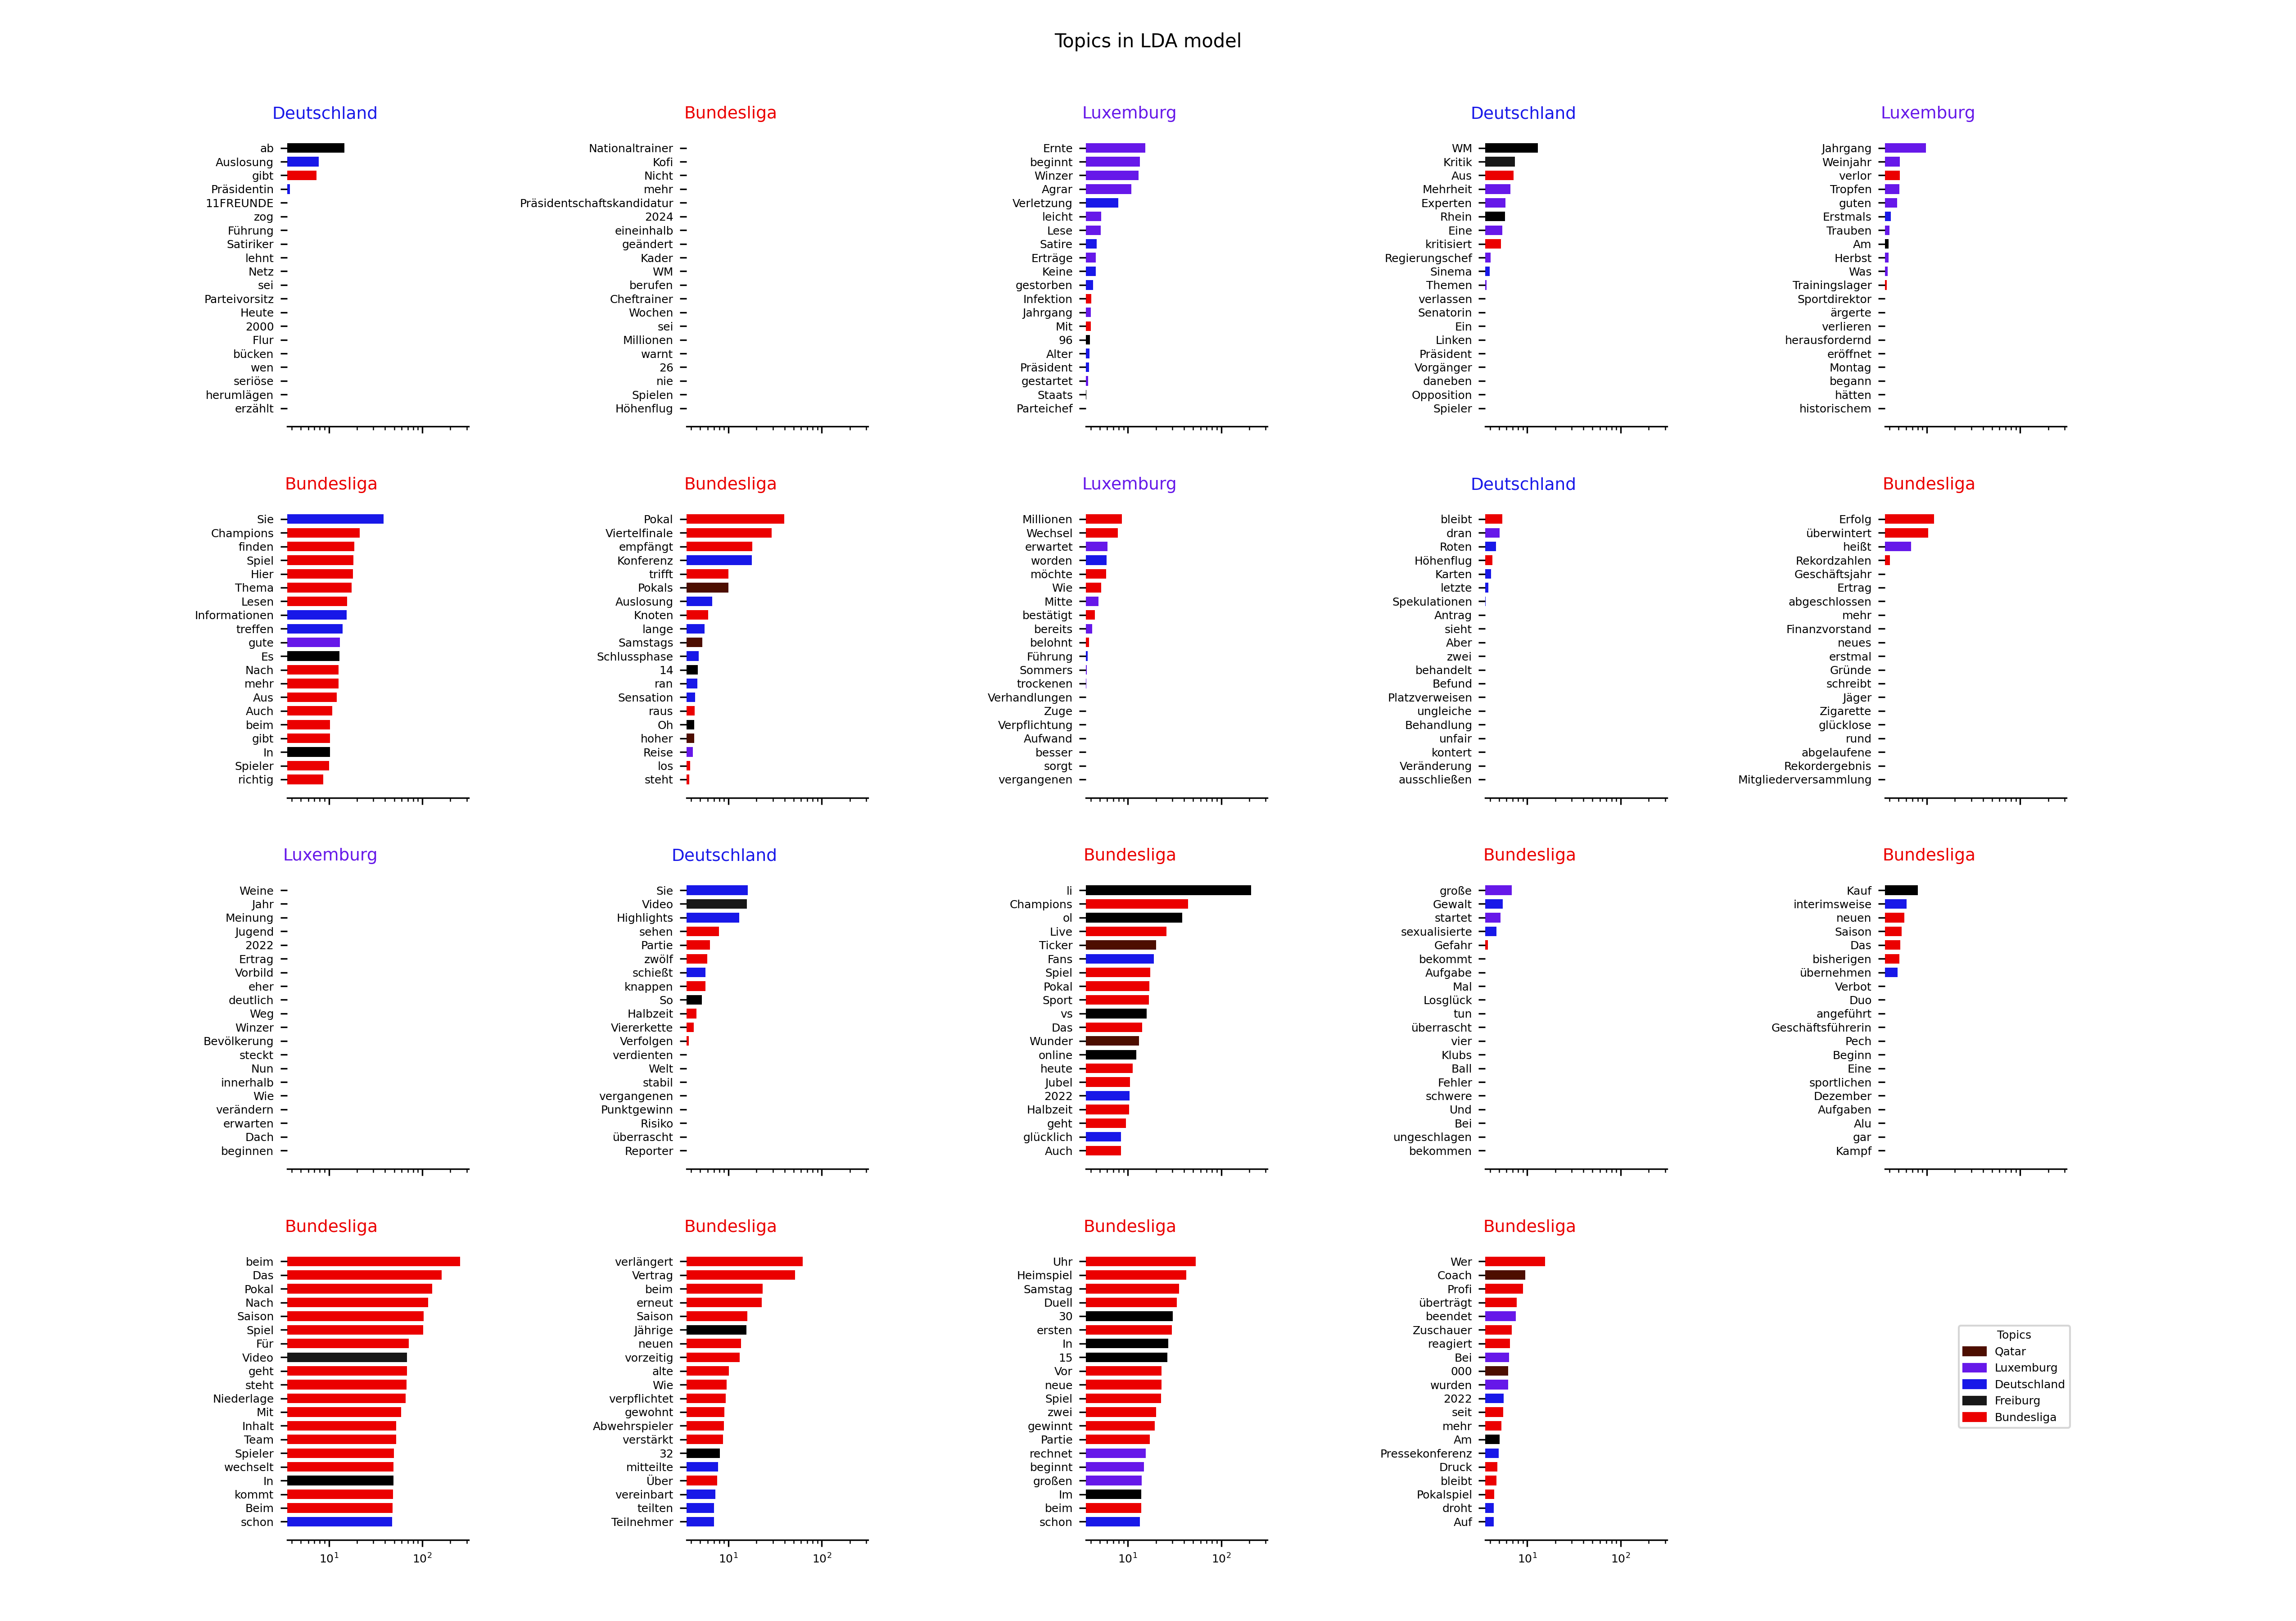 Topics in LDA model
Deutschland
ab
Auslosung
gibt
Präsidentin
11FREUNDE
zog
Führung
Satiriker
lehnt
Netz
sei
Parteivorsitz
Heute
2000
Flur
bücken
wen
seriöse
herumlägen
erzählt
Bundesliga
Nationaltrainer
Kofi
Nicht
mehr
Präsidentschaftskandidatur
2024
eineinhalb
geändert
Kader
WM
berufen
Cheftrainer
Wochen
sei
Millionen
warnt
26
nie
Spielen
Höhenflug
Luxemburg
Ernte
beginnt
Winzer
Agrar
Verletzung
leicht
Lese
Satire
Erträge
Keine
gestorben
Infektion
Jahrgang
Mit
96
Alter
Präsident
gestartet
Staats
Parteichef
Deutschland
WM
Kritik
Aus
Mehrheit
Experten
Rhein
Eine
kritisiert
Regierungschef
Sinema
Themen
verlassen
Senatorin
Ein
Linken
Präsident
Vorgänger
daneben
Opposition
Spieler
Luxemburg
Jahrgang
Weinjahr
verlor
Tropfen
guten
Erstmals
Trauben
Am
Herbst
Was
Trainingslager
Sportdirektor
ärgerte
verlieren
herausfordernd
eröffnet
Montag
begann
hätten
historischem
Bundesliga
Sie
Champions
finden
Spiel
Hier
Thema
Lesen
Informationen
treffen
gute
Es
Nach
mehr
Aus
Auch
beim
gibt
In
Spieler
richtig
Bundesliga
Pokal
Viertelfinale
empfängt
Konferenz
trifft
Pokals
Auslosung
Knoten
lange
Samstags
Schlussphase
14
ran
Sensation
raus
Oh
hoher
Reise
los
steht
Luxemburg
Millionen
Wechsel
erwartet
worden
möchte
Wie
Mitte
bestätigt
bereits
belohnt
Führung
Sommers
trockenen
Verhandlungen
Zuge
Verpflichtung
Aufwand
besser
sorgt
vergangenen
Deutschland
bleibt
dran
Roten
Höhenflug
Karten
letzte
Spekulationen
Antrag
sieht
Aber
zwei
behandelt
Befund
Platzverweisen
ungleiche
Behandlung
unfair
kontert
Veränderung
ausschließen
Bundesliga
Erfolg
überwintert
heißt
Rekordzahlen
Geschäftsjahr
Ertrag
abgeschlossen
mehr
Finanzvorstand
neues
erstmal
Gründe
schreibt
Jäger
Zigarette
glücklose
rund
abgelaufene
Rekordergebnis
Mitgliederversammlung
Luxemburg
Weine
Jahr
Meinung
Jugend
2022
Ertrag
Vorbild
eher
deutlich
Weg
Winzer
Bevölkerung
steckt
Nun
innerhalb
Wie
verändern
erwarten
Dach
beginnen
Deutschland
Sie
Video
Highlights
sehen
Partie
zwölf
schießt
knappen
So
Halbzeit
Viererkette
Verfolgen
verdienten
Welt
stabil
vergangenen
Punktgewinn
Risiko
überrascht
Reporter
Bundesliga
li
Champions
ol
Live
Ticker
Fans
Spiel
Pokal
Sport
vs
Das
Wunder
online
heute
Jubel
2022
Halbzeit
geht
glücklich
Auch
Bundesliga
große
Gewalt
startet
sexualisierte
Gefahr
bekommt
Aufgabe
Mal
Losglück
tun
überrascht
vier
Klubs
Ball
Fehler
schwere
Und
Bei
ungeschlagen
bekommen
Bundesliga
Kauf
interimsweise
neuen
Saison
Das
bisherigen
übernehmen
Verbot
Duo
angeführt
Geschäftsführerin
Pech
Beginn
Eine
sportlichen
Dezember
Aufgaben
Alu
gar
Kampf
Bundesliga
beim
Das
Pokal
Nach
Saison
Spiel
Für
Video
geht
steht
Niederlage
Mit
Inhalt
Team
Spieler
wechselt
In
kommt
Beim
schon
10¹ 10²
Bundesliga
verlängert
Vertrag
beim
erneut
Saison
Jährige
neuen
vorzeitig
alte
Wie
verpflichtet
gewohnt
Abwehrspieler
verstärkt
32
mitteilte
Über
vereinbart
teilten
Teilnehmer
10¹ 10²
Bundesliga
Uhr
Heimspiel
Samstag
Duell
30
ersten
In
15
Vor
neue
Spiel
zwei
gewinnt
Partie
rechnet
beginnt
großen
Im
beim
schon
10¹ 10²
Bundesliga
Wer
Coach
Profi
überträgt
beendet
Zuschauer
reagiert
Bei
000
wurden
2022
seit
mehr
Am
Pressekonferenz
Druck
bleibt
Pokalspiel
droht
Auf
10¹ 10²
Topics
Qatar
Luxemburg
Deutschland
Freiburg
Bundesliga